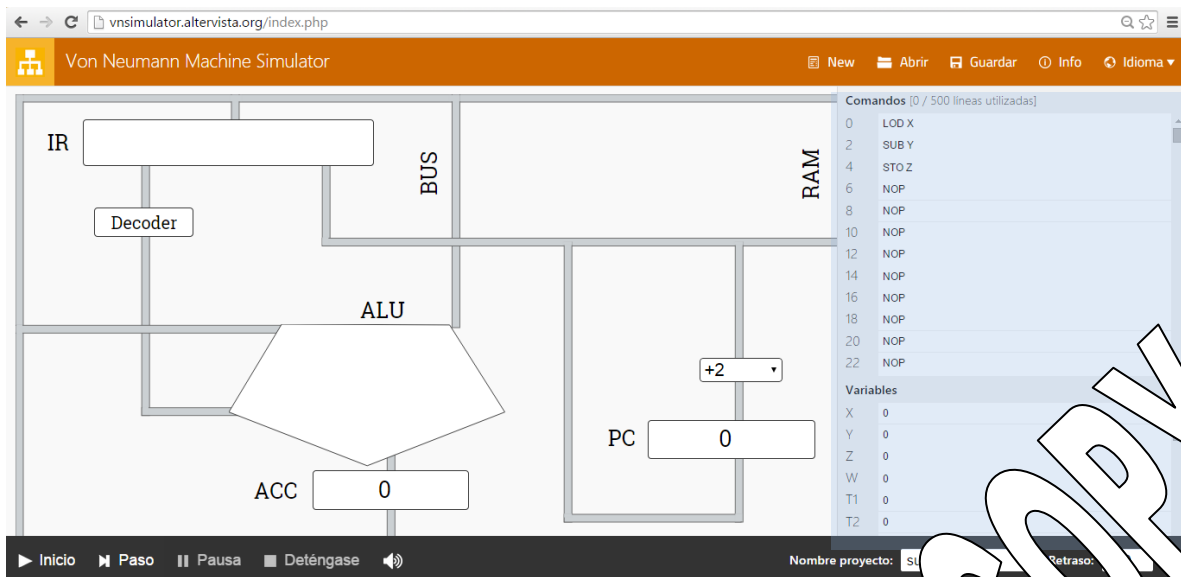 vnsimulator.altervista.org/index.php
Von Neumann Machine Simulator
New Abrir Guardar Info Idioma
Comandos [0 / 500 líneas utilizadas]
0 LOD X
2 SUB Y
4 STO Z
6 NOP
8 NOP
10 NOP
12 NOP
14 NOP
16 NOP
18 NOP
20 NOP
22 NOP
Variables
X 0
Y 0
Z 0
W 0
T1 0
T2 0
IR
BUS
RAM
Decoder
ALU
+2
PC 0
ACC 0
Inicio Paso Pausa Deténgase
Nombre proyecto: Retraso:
COPY